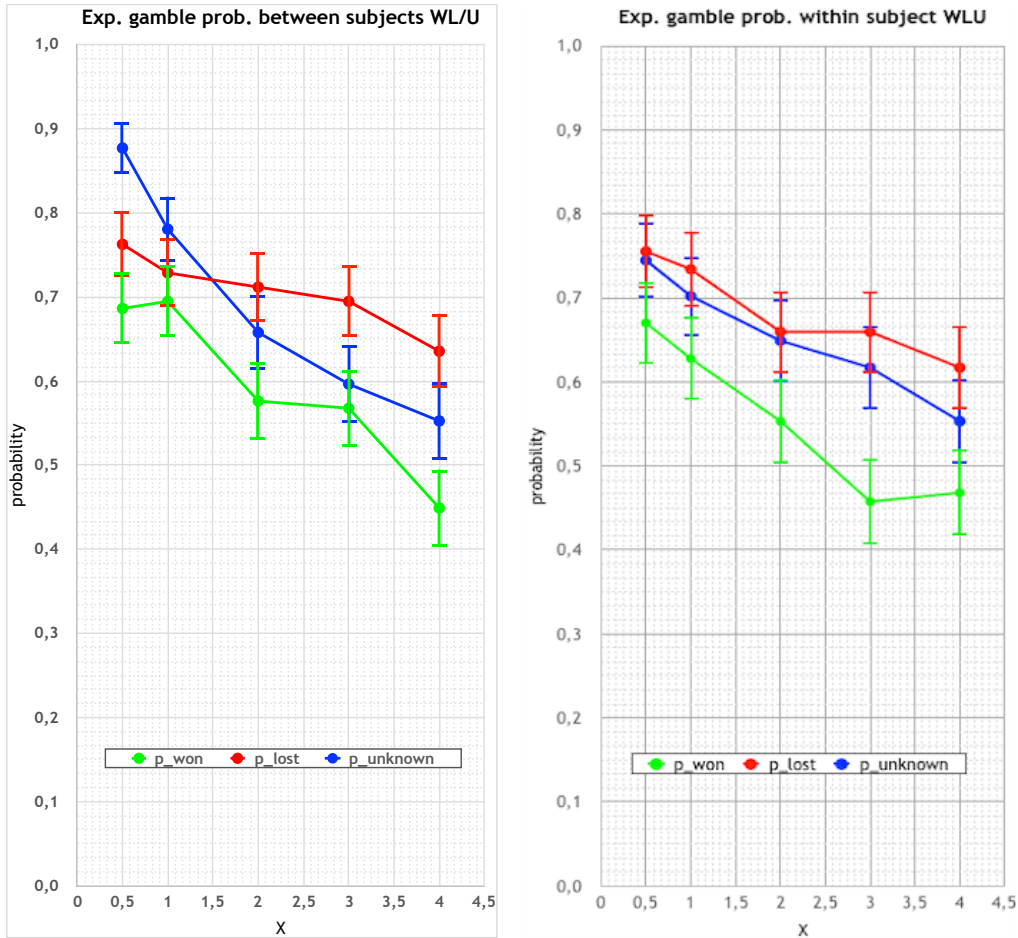 Exp. gamble prob. between subjects WL/U
1,0
0,9
0,8
0,7
0,6
0,5
0,4
0,3
0,2
0,1
0,0
probability
p_won p_lost p_unknown
0 0,5 1 1,5 2 2,5 3 3,5 4 4,5
X
Exp. gamble prob. within subject WLU
1,0
0,9
0,8
0,7
0,6
0,5
0,4
0,3
0,2
0,1
0,0
probability
p_won p_lost p_unknown
0 0,5 1 1,5 2 2,5 3 3,5 4 4,5
X